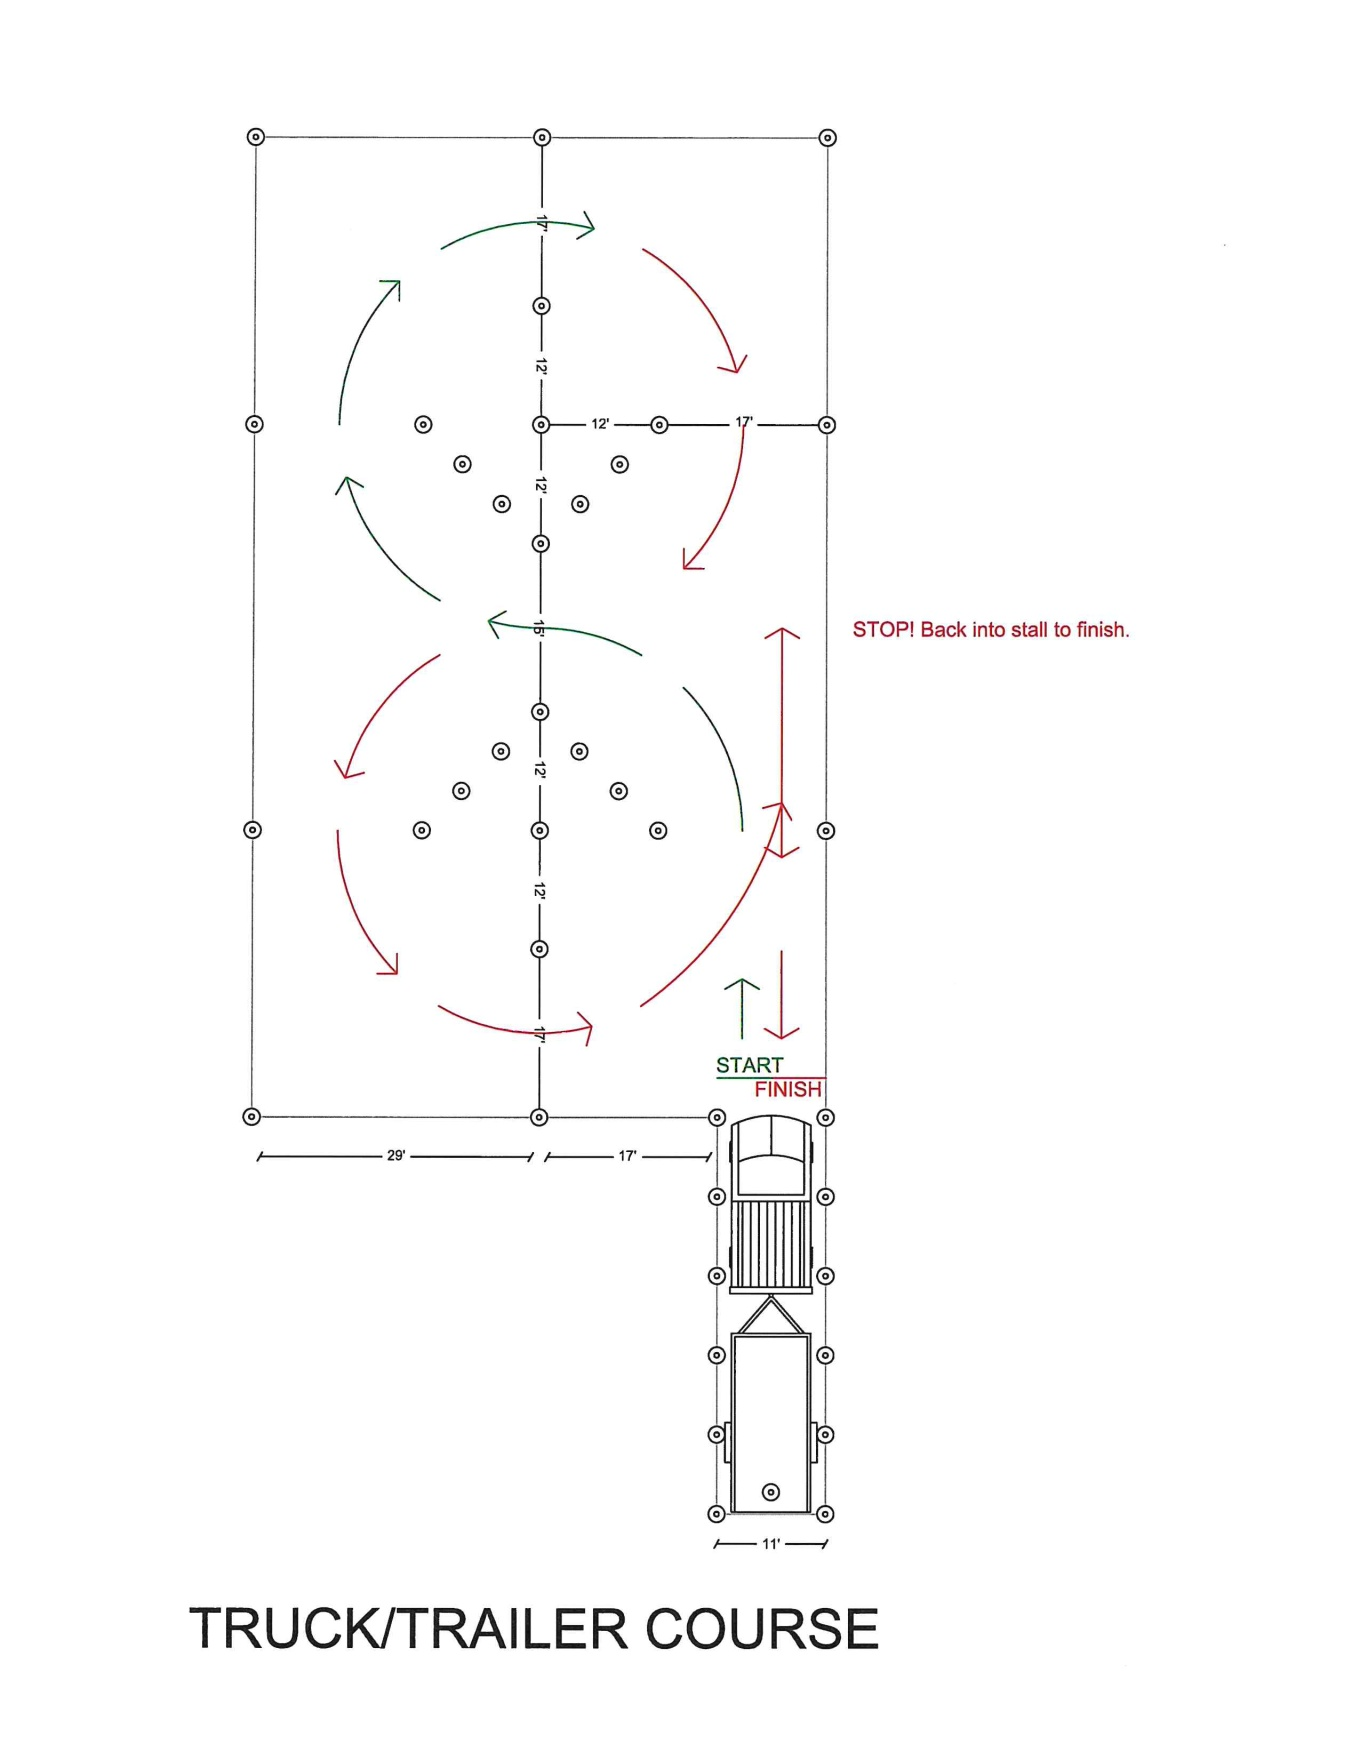 17'
12'
12' 17'
12'
15'
STOP! Back into stall to finish.
12'
12'
17'
START
FINISH
29' 17'
11'
TRUCK/TRAILER COURSE